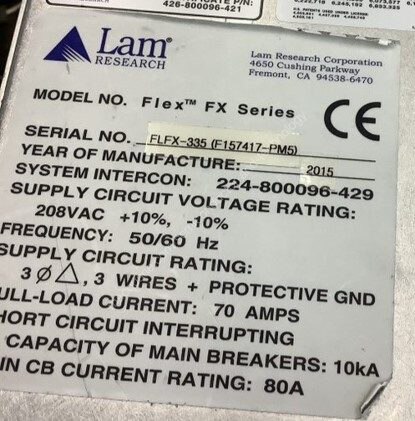 426-800096-421
Lam
RESEARCH
Lam Research Corporation
4650 Cushing Parkway
Fremont, CA 94538-6470
MODEL NO. Flex™ FX Series
CE
SERIAL NO. FLFX-335 (F157417-PM5)
YEAR OF MANUFACTURE: 2015
SYSTEM INTERCON: 224-800096-429
SUPPLY CIRCUIT VOLTAGE RATING:
208VAC +10%, -10%
FREQUENCY: 50/60 Hz
SUPPLY CIRCUIT RATING:
3 Ø △, 3 WIRES + PROTECTIVE GND
ULL-LOAD CURRENT: 70 AMPS
HORT CIRCUIT INTERRUPTING
CAPACITY OF MAIN BREAKERS: 10kA
IN CB CURRENT RATING: 80A